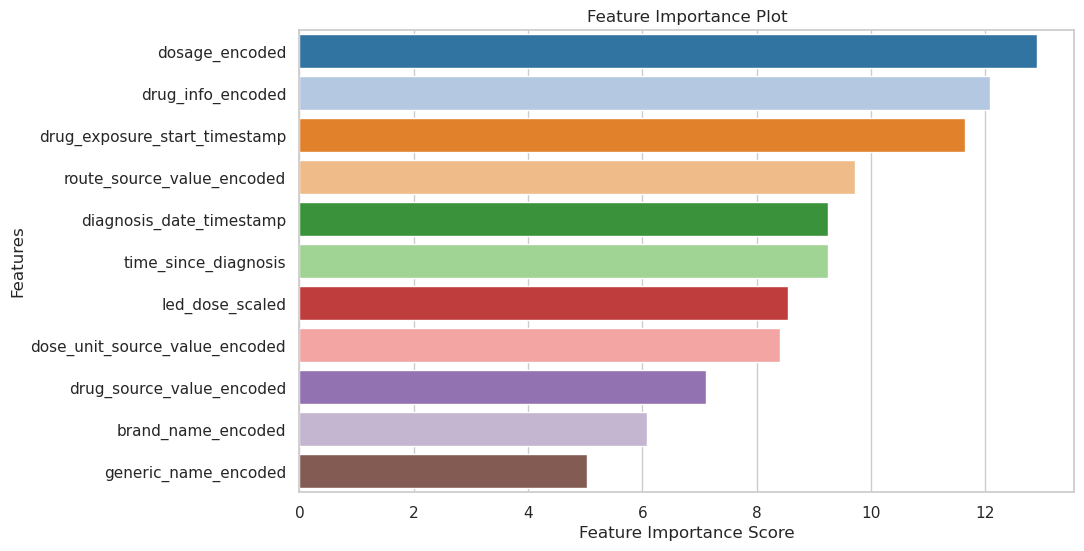 Feature Importance Plot
Features
dosage_encoded
drug_info_encoded
drug_exposure_start_timestamp
route_source_value_encoded
diagnosis_date_timestamp
time_since_diagnosis
led_dose_scaled
dose_unit_source_value_encoded
drug_source_value_encoded
brand_name_encoded
generic_name_encoded
0 2 4 6 8 10 12
Feature Importance Score